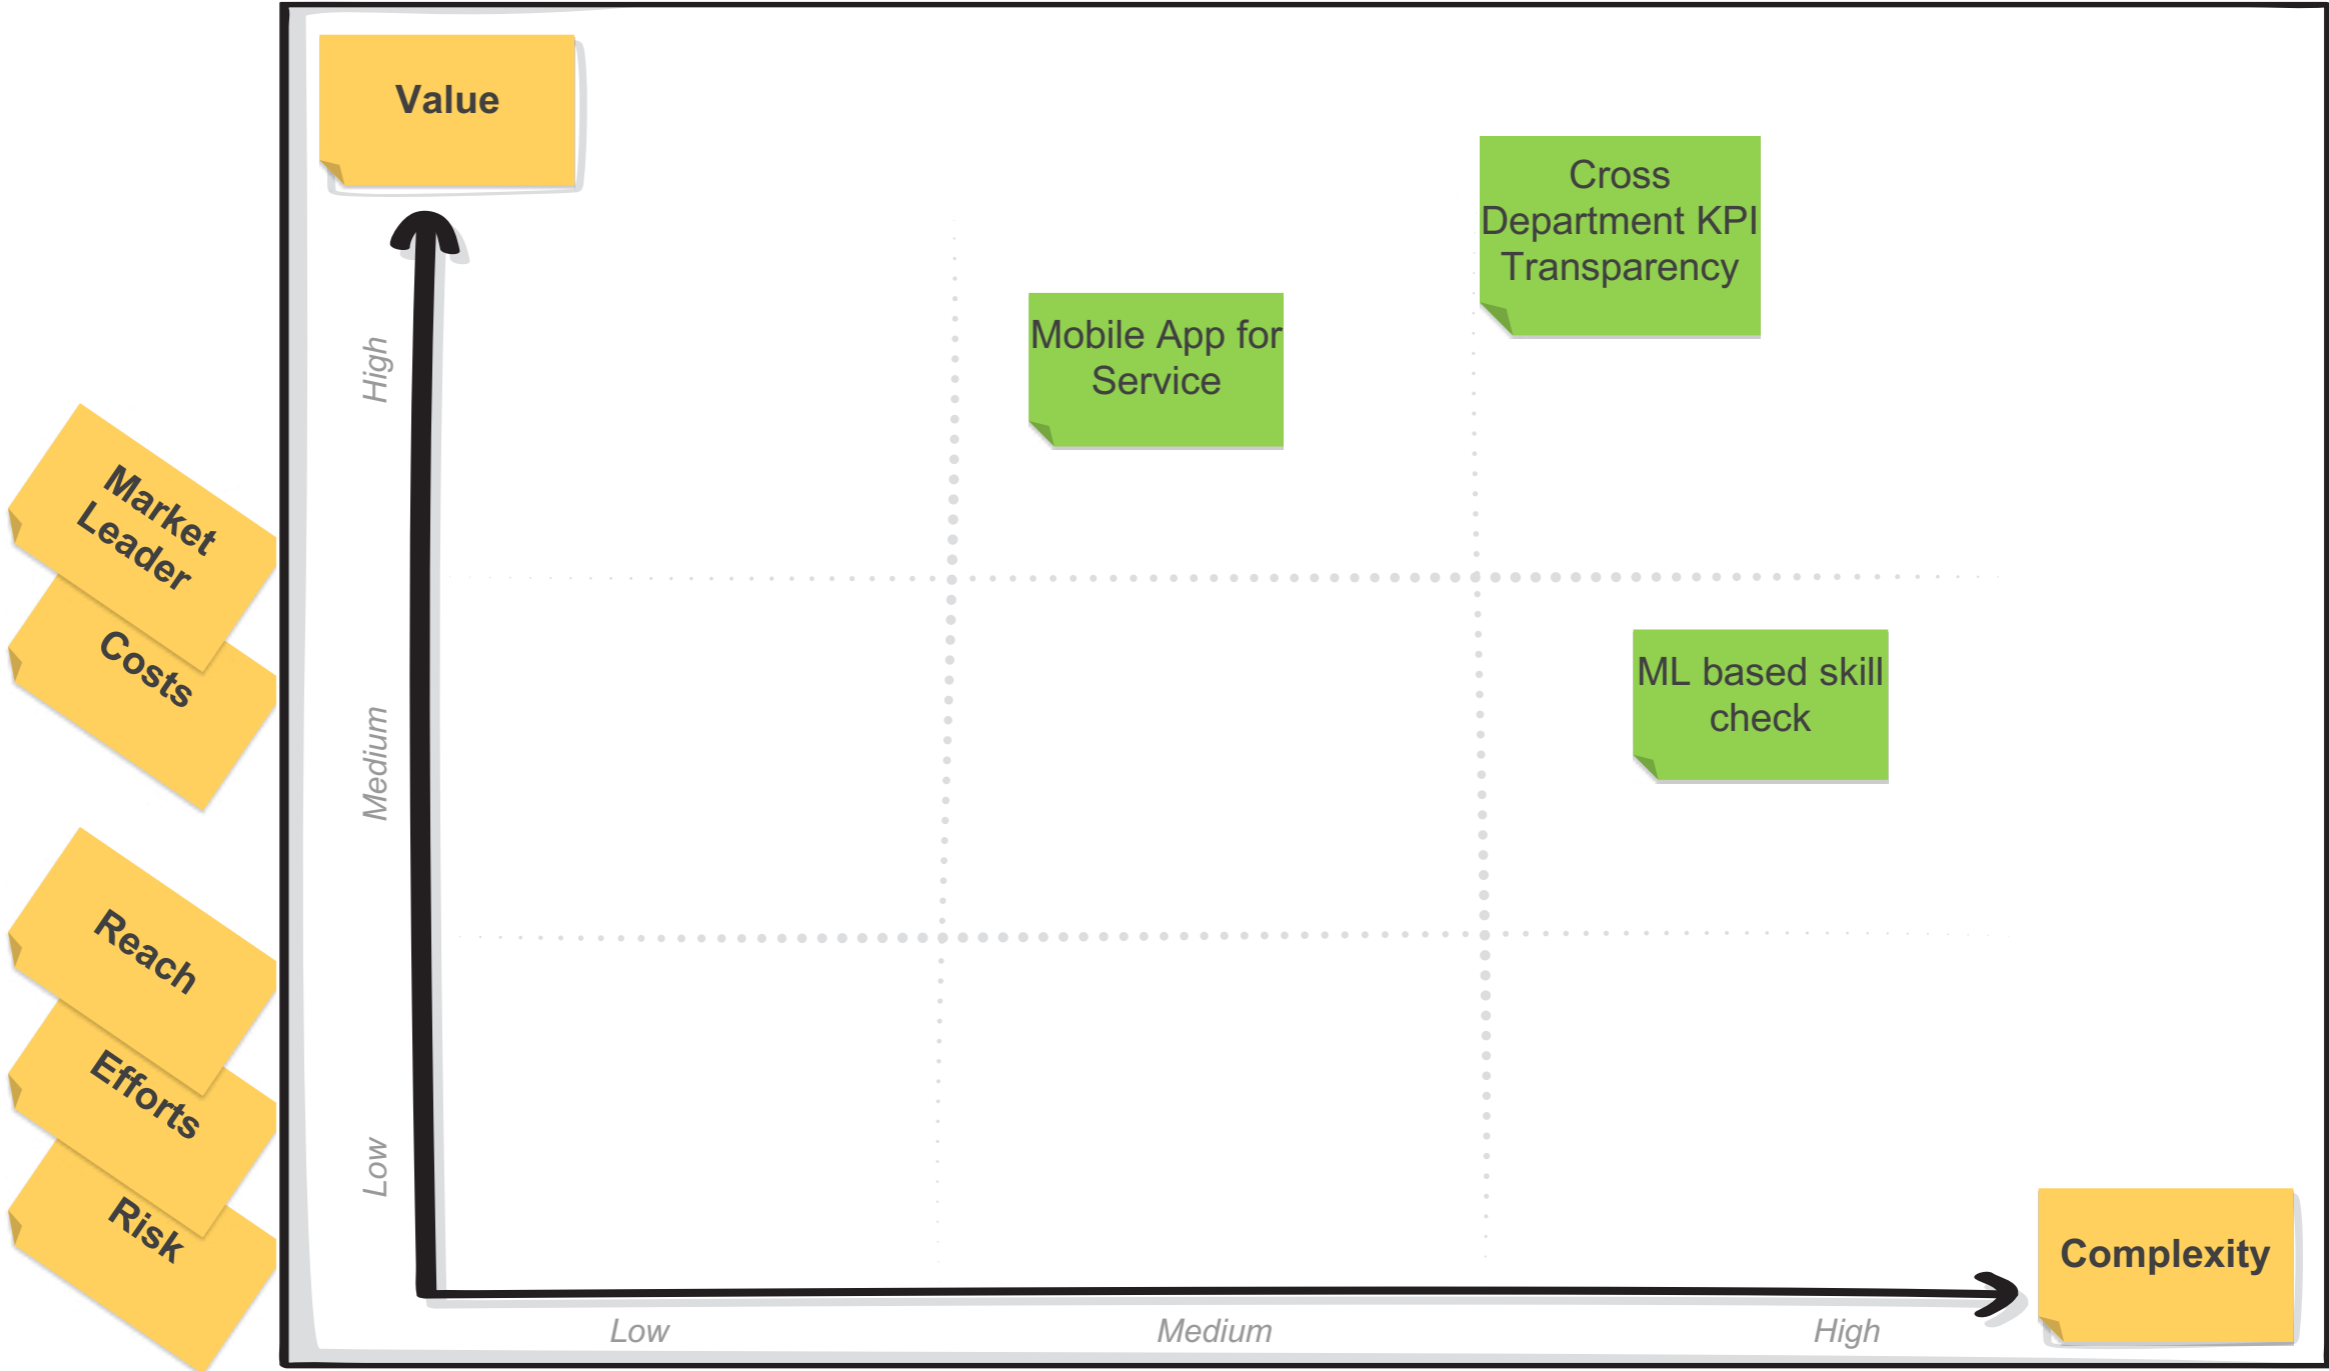 Value
Cross
Department KPI
Transparency
Mobile App for
Service
High
Market
Leader
Costs
ML based skill
check
Medium
Reach
Efforts
Risk
Low
Complexity
Low
Medium
High